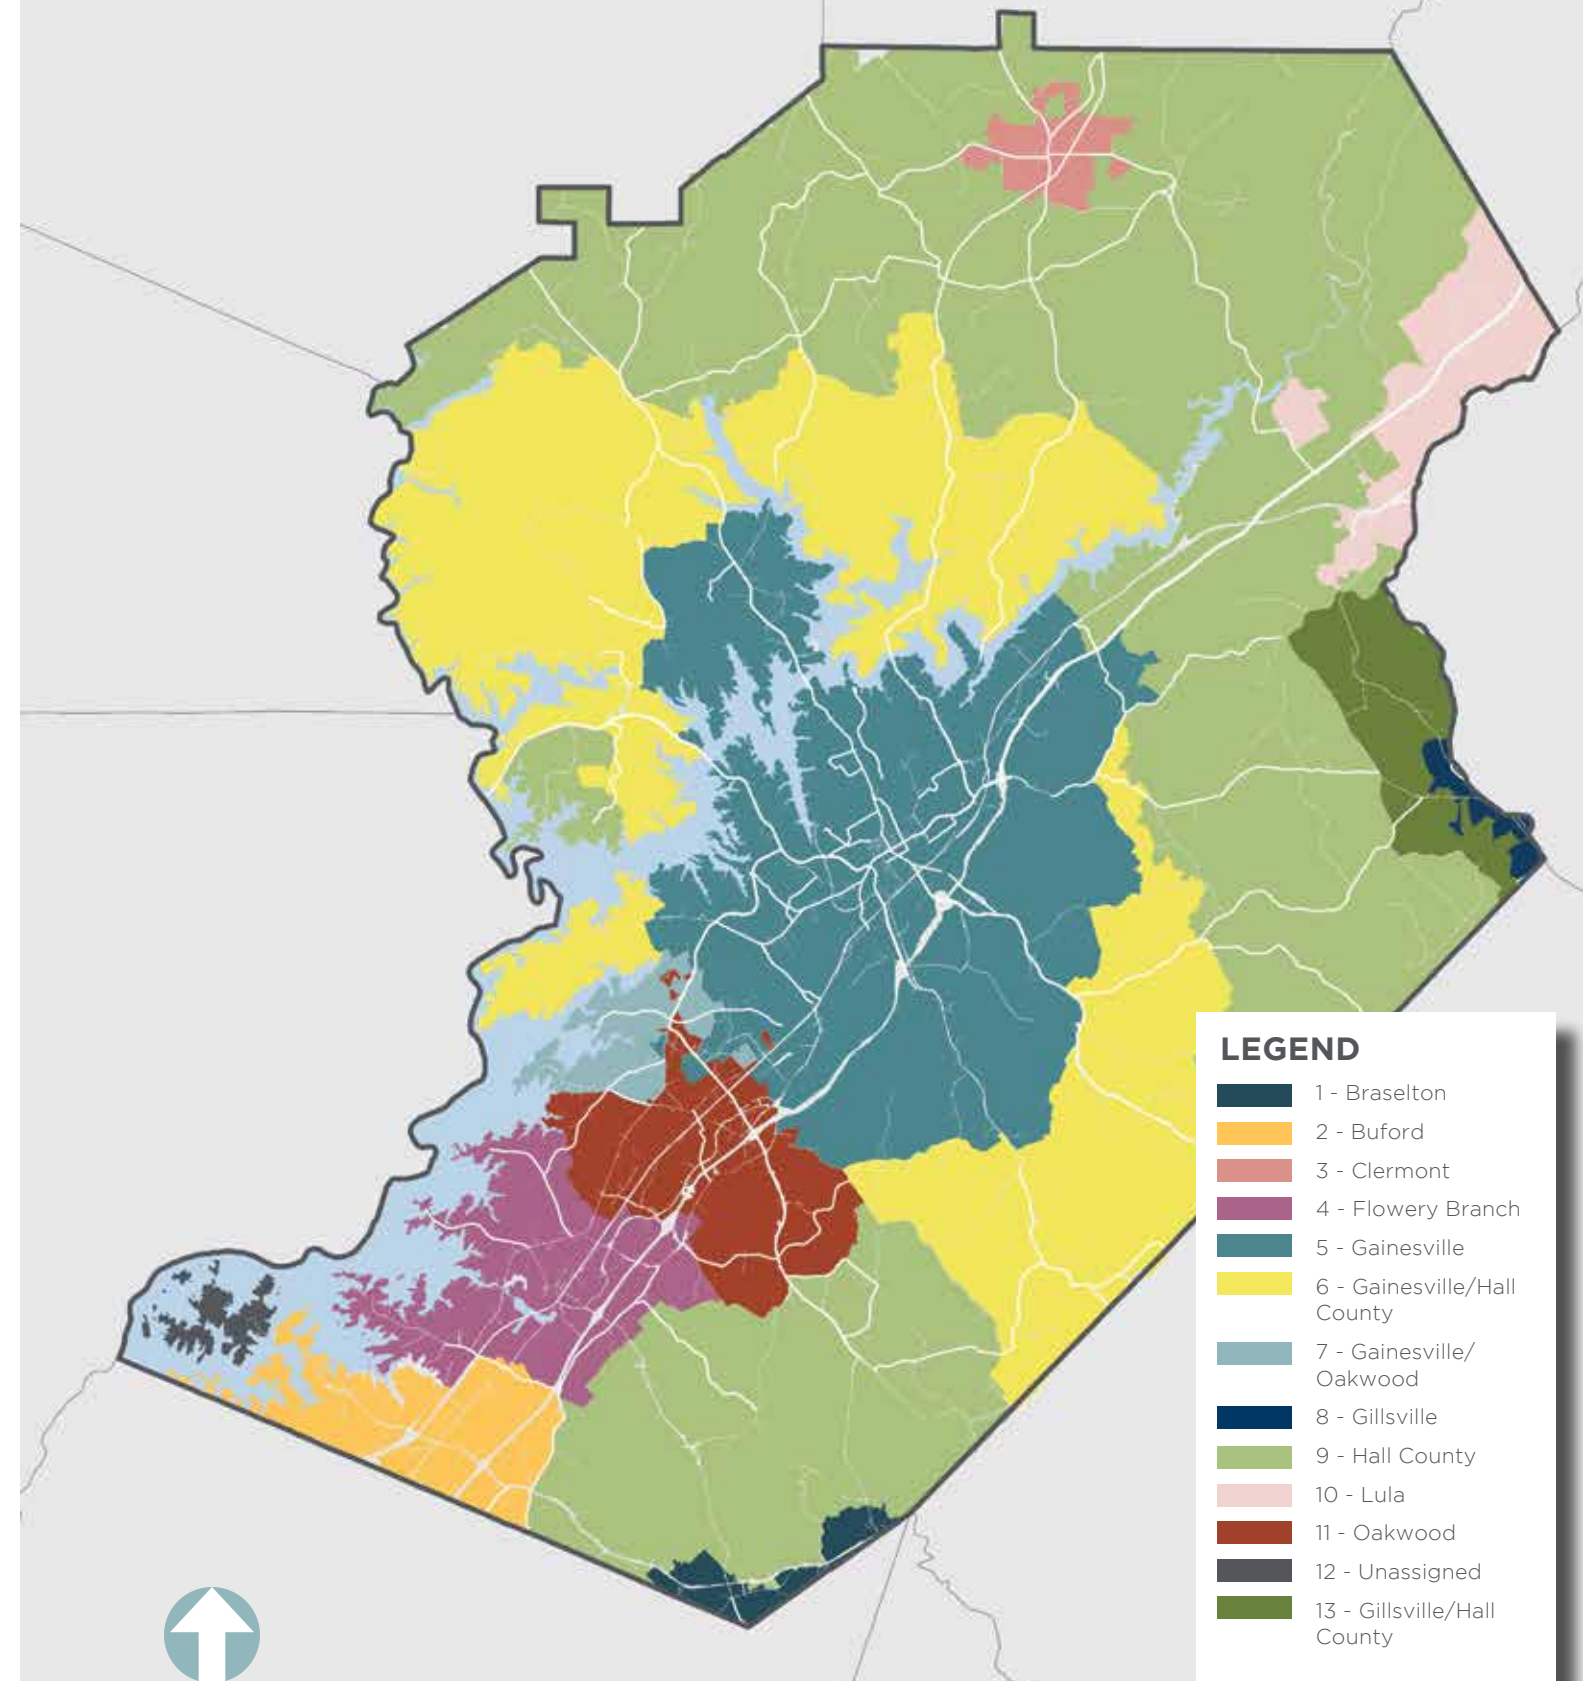 LEGEND
1 - Braselton
2 - Buford
3 - Clermont
4 - Flowery Branch
5 - Gainesville
6 - Gainesville/Hall
County
7 - Gainesville/
Oakwood
8 - Gillsville
9 - Hall County
10 - Lula
11 - Oakwood
12 - Unassigned
13 - Gillsville/Hall
County